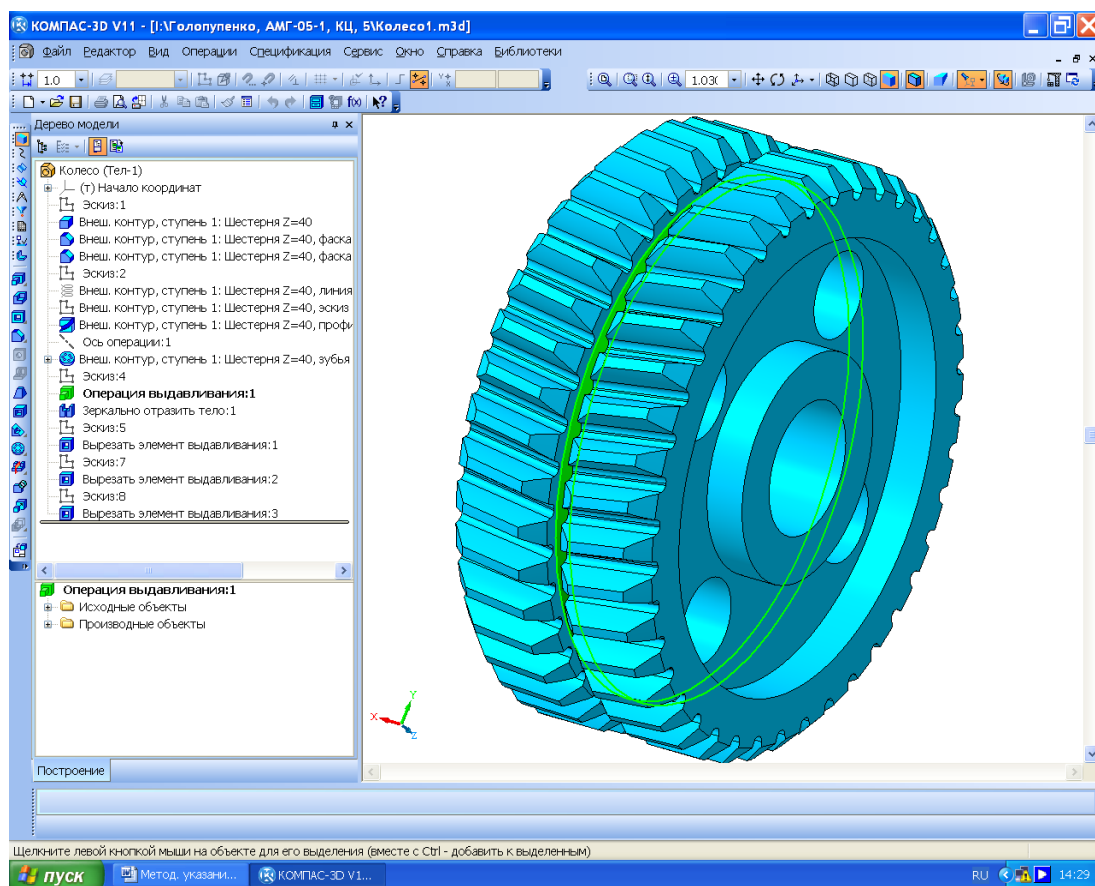 КОМПАС-3D V11 - [I:\Голопупенко, АМГ-05-1, КЦ, 5\Колесо1.m3d]
Файл Редактор Вид Операции Спецификация Сервис Окно Справка Библиотеки
1.0 1.03
Дерево модели
Колесо (Тел-1)
(т) Начало координат
Эскиз:1
Внеш. контур, ступень 1: Шестерня Z=40
Внеш. контур, ступень 1: Шестерня Z=40, фаска
Внеш. контур, ступень 1: Шестерня Z=40, фаска
Эскиз:2
Внеш. контур, ступень 1: Шестерня Z=40, линия
Внеш. контур, ступень 1: Шестерня Z=40, эскиз
Внеш. контур, ступень 1: Шестерня Z=40, профи
Ось операции:1
Внеш. контур, ступень 1: Шестерня Z=40, зубья
Эскиз:4
Операция выдавливания:1
Зеркально отразить тело:1
Эскиз:5
Вырезать элемент выдавливания:1
Эскиз:7
Вырезать элемент выдавливания:2
Эскиз:8
Вырезать элемент выдавливания:3
Операция выдавливания:1
Исходные объекты
Производные объекты
Y
X
Z
Построение
Щелкните левой кнопкой мыши на объекте для его выделения (вместе с Ctrl - добавить к выделенным)
пуск Метод. указани... КОМПАС-3D V1... RU 14:29